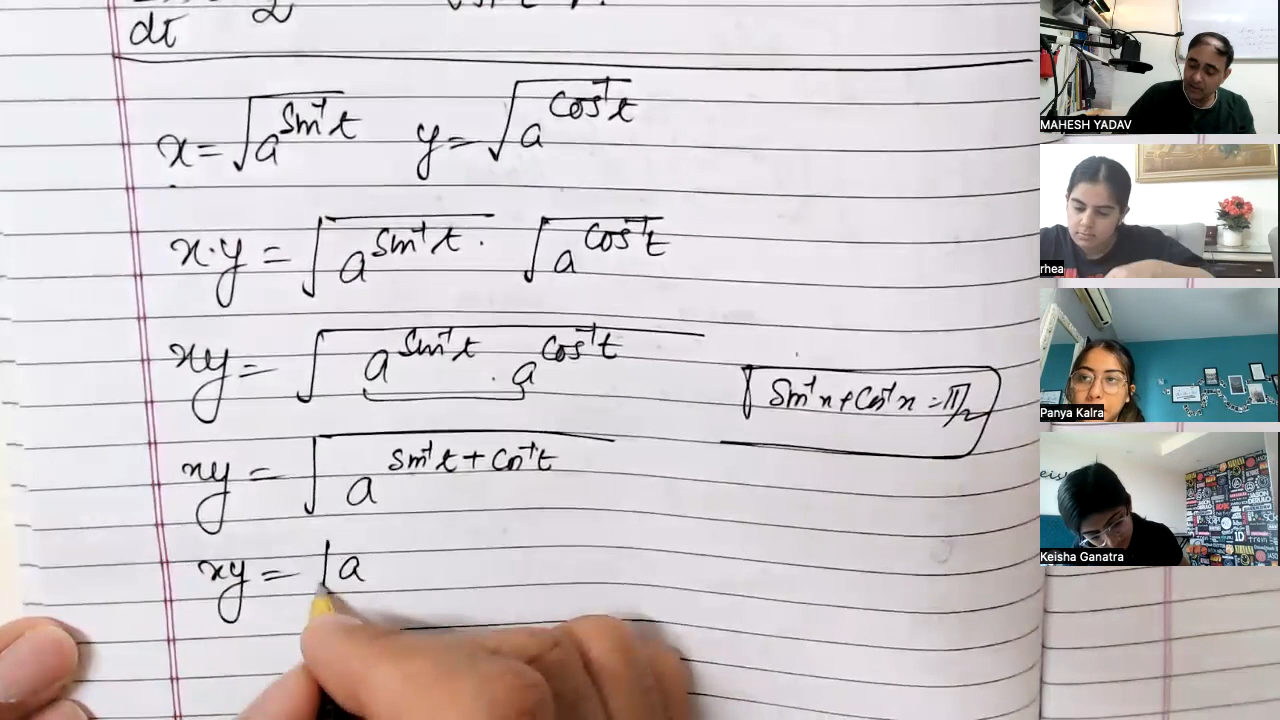 dt 2
x = √a^sin⁻¹t y = √a^cos⁻¹t
x·y = √a^sin⁻¹t · √a^cos⁻¹t
xy = √a^sin⁻¹t · a^cos⁻¹t
sin⁻¹x + cos⁻¹x = π/2
xy = √a^sin⁻¹t + cos⁻¹t
xy = √a
MAHESH YADAV
rhea
Panya Kalra
Keisha Ganatra